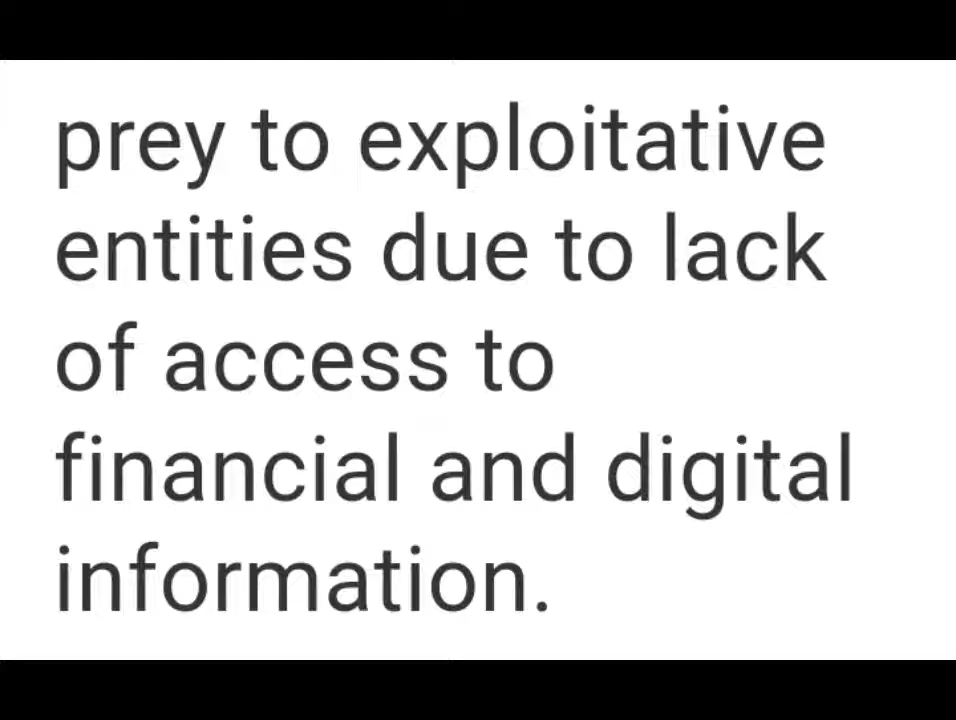 prey to exploitative
entities due to lack
of access to
financial and digital
information.